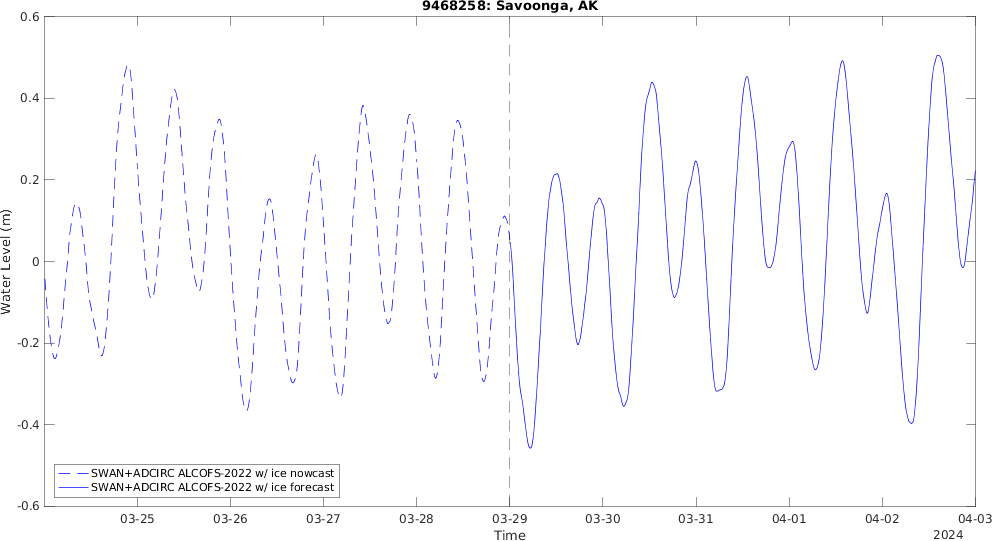 9468258: Savoonga, AK
0.6
0.4
0.2
0
-0.2
-0.4
-0.6
Water Level (m)
SWAN+ADCIRC ALCOFS-2022 w/ ice nowcast
SWAN+ADCIRC ALCOFS-2022 w/ ice forecast
03-25 03-26 03-27 03-28 03-29 03-30 03-31 04-01 04-02 04-03
Time
2024